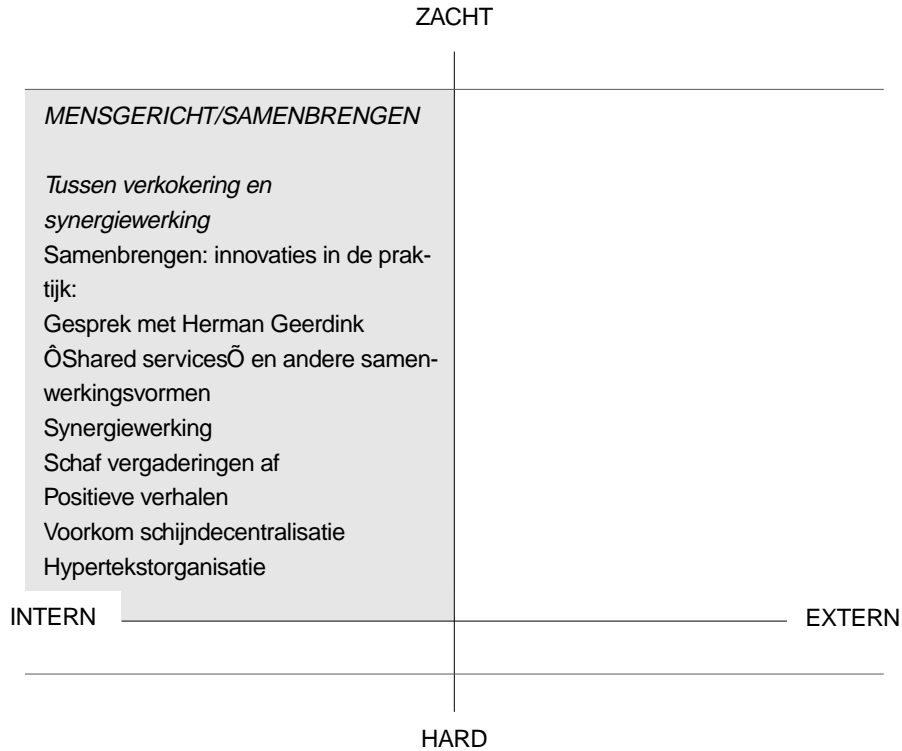 ZACHT
MENSGERICHT/SAMENBRENGEN
Tussen verkokering en
synergiewerking
Samenbrengen: innovaties in de prak-
tijk:
Gesprek met Herman Geerdink
ÔShared servicesÕ en andere samen-
werkingsvormen
Synergiewerking
Schaf vergaderingen af
Positieve verhalen
Voorkom schijndecentralisatie
Hypertekstorganisatie
INTERN
EXTERN
HARD